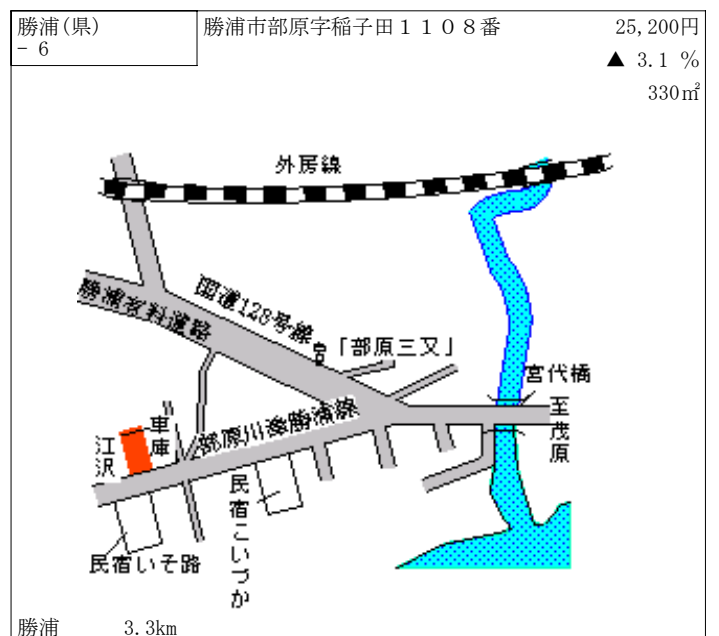 勝浦(県)
- 6
勝浦市部原字稲子田１１０８番
25,200円
▲ 3.1 %
330㎡
外房線
国道128号線
勝浦有料道路
「部原三又」
宮代橋
至茂原
部原川津勝浦線
車庫
江沢
民宿こいづか
民宿いそ路
勝浦 3.3km